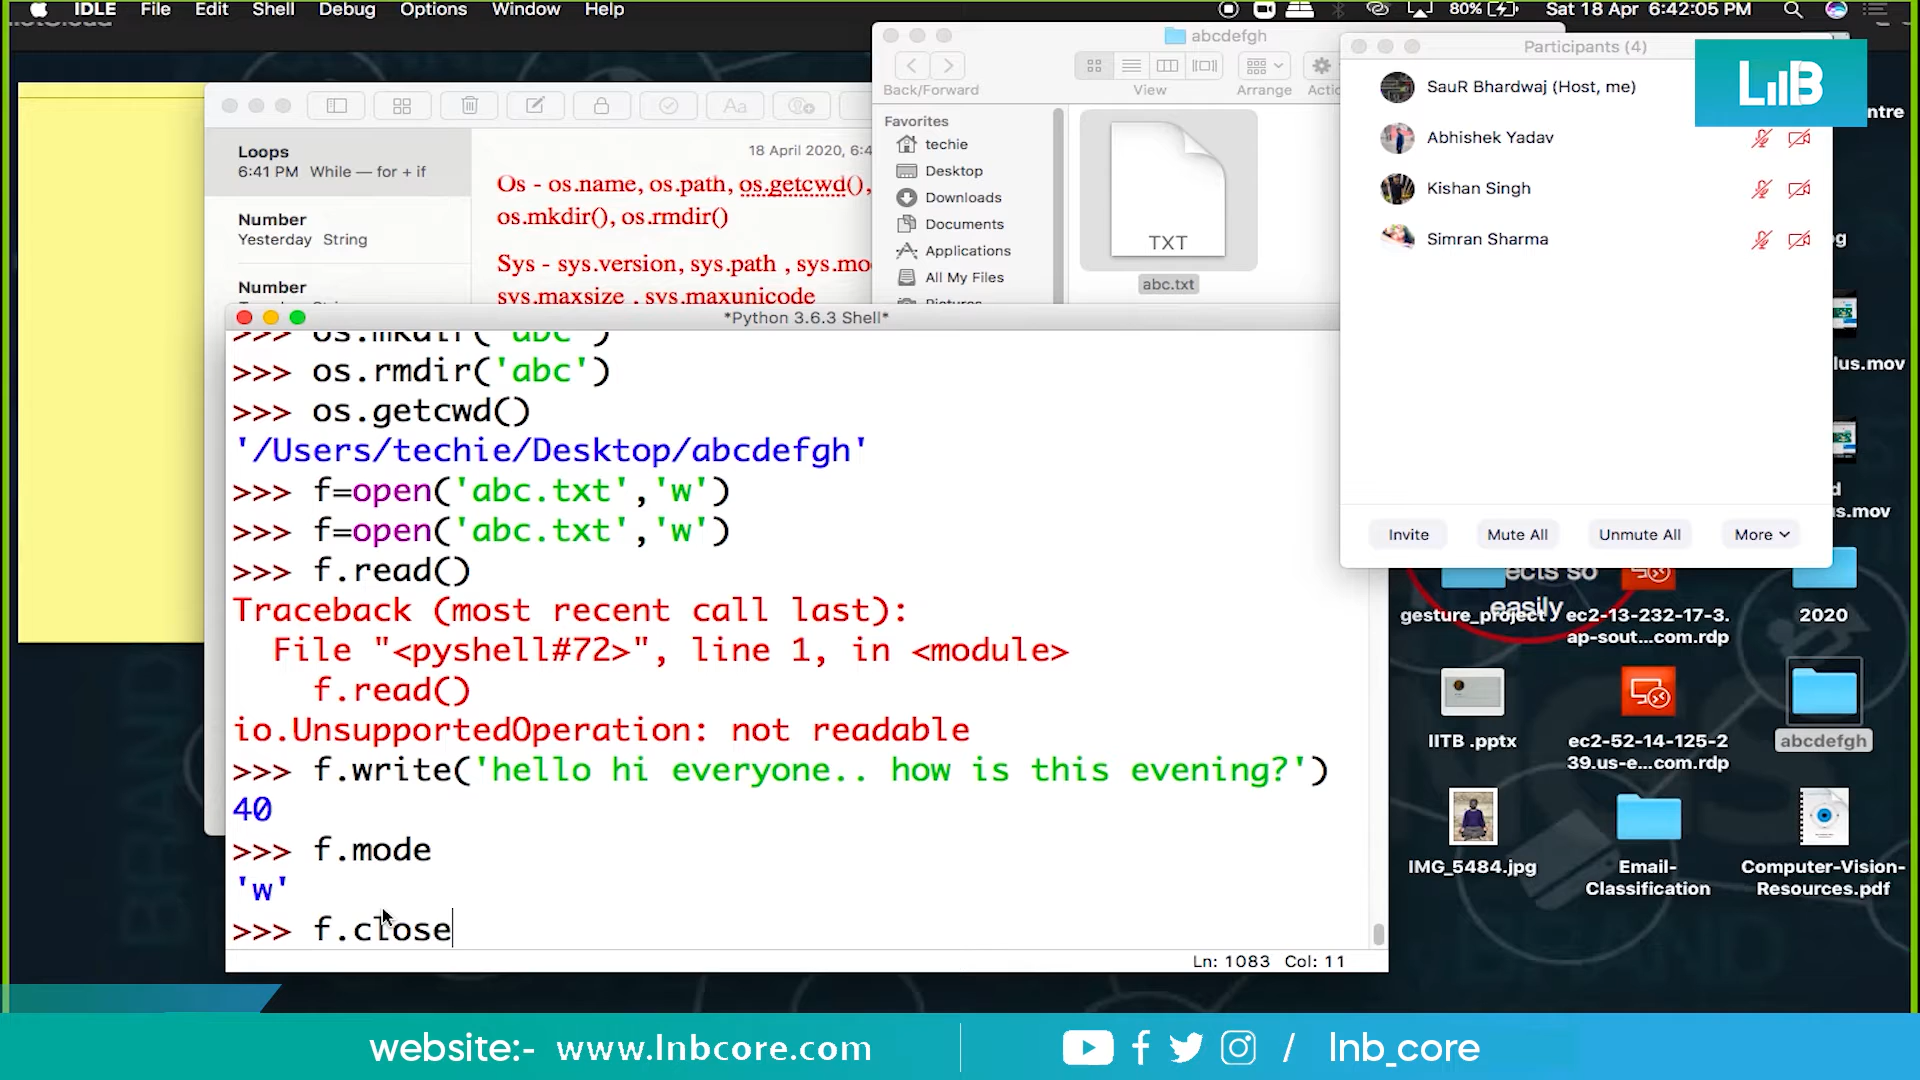 IDLE File Edit Shell Debug Options Window Help
80% Sat 18 Apr 6:42:05 PM
abcdefgh
Back/Forward
View
Arrange
Favorites
techie
Desktop
Downloads
Documents
Applications
All My Files
TXT
abc.txt
Participants (4)
SauR Bhardwaj (Host, me)
Abhishek Yadav
Kishan Singh
Simran Sharma
Invite
Mute All
Unmute All
More
LnB
Aa
Loops
6:41 PM While — for + if
Number
Yesterday String
Number
Os - os.name, os.path, os.getcwd(),
os.mkdir(), os.rmdir()
Sys - sys.version, sys.path , sys.mo
sys.maxsize , sys.maxunicode
*Python 3.6.3 Shell*
>>> os.mkdir('abc')
>>> os.rmdir('abc')
>>> os.getcwd()
'/Users/techie/Desktop/abcdefgh'
>>> f=open('abc.txt','w')
>>> f=open('abc.txt','w')
>>> f.read()
Traceback (most recent call last):
File "<pyshell#72>", line 1, in <module>
f.read()
io.UnsupportedOperation: not readable
>>> f.write('hello hi everyone.. how is this evening?')
40
>>> f.mode
'w'
>>> f.close
Ln: 1083 Col: 11
easily
gesture_project
ec2-13-232-17-3.
ap-sout...com.rdp
2020
IITB .pptx
ec2-52-14-125-2
39.us-e...com.rdp
abcdefgh
IMG_5484.jpg
Email-
Classification
Computer-Vision-
Resources.pdf
website:- www.lnbcore.com
/ lnb_core